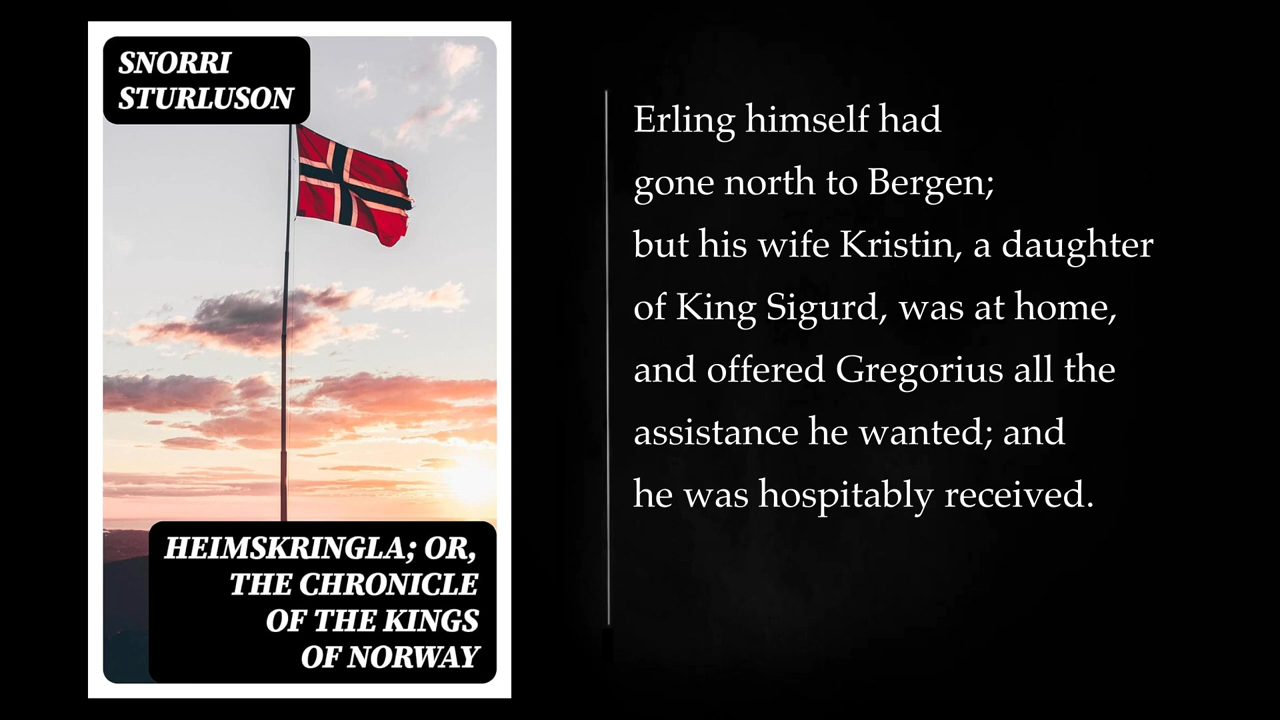 SNORRI
STURLUSON
HEIMSKRINGLA; OR,
THE CHRONICLE
OF THE KINGS
OF NORWAY
Erling himself had
gone north to Bergen;
but his wife Kristin, a daughter
of King Sigurd, was at home,
and offered Gregorius all the
assistance he wanted; and
he was hospitably received.